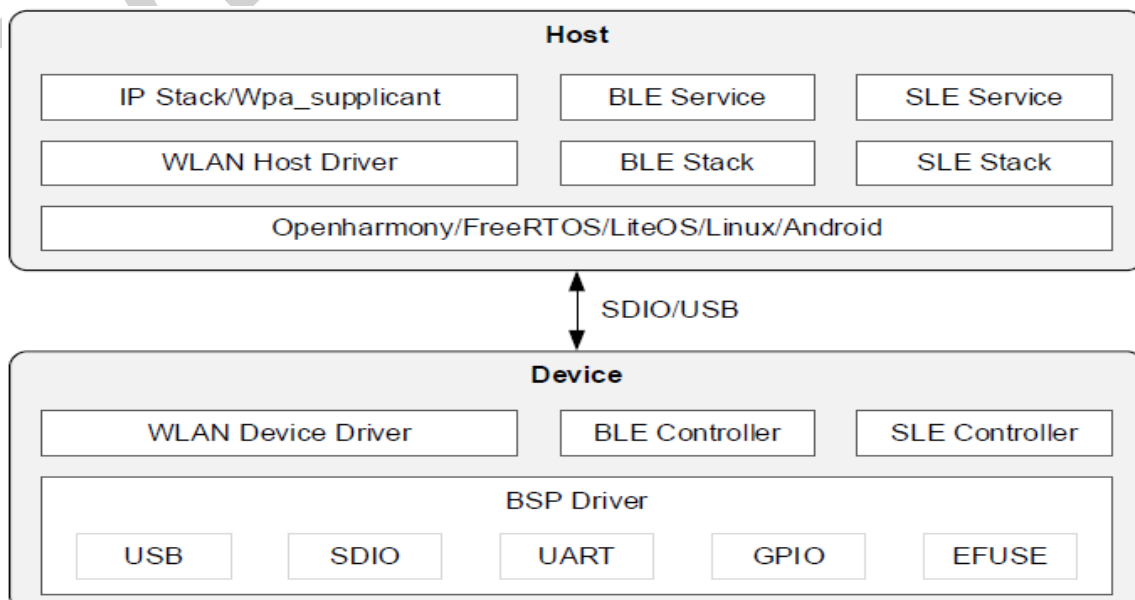 Host
IP Stack/Wpa_supplicant BLE Service SLE Service
WLAN Host Driver BLE Stack SLE Stack
Openharmony/FreeRTOS/LiteOS/Linux/Android
SDIO/USB
Device
WLAN Device Driver BLE Controller SLE Controller
BSP Driver
USB SDIO UART GPIO EFUSE